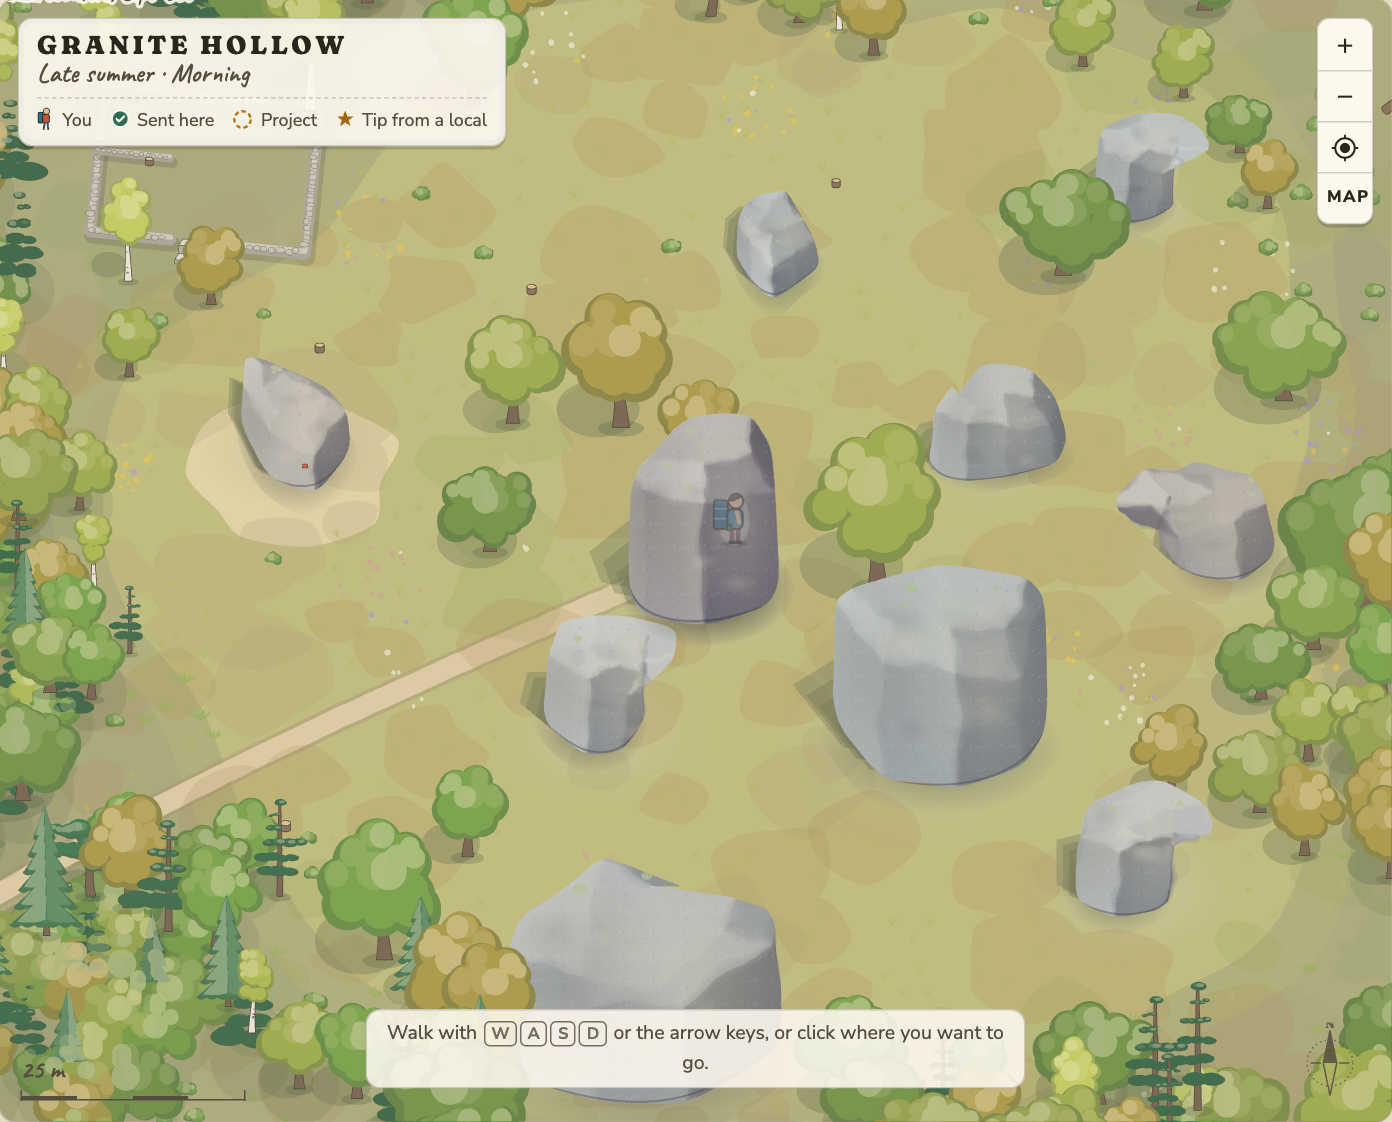 GRANITE HOLLOW
Late summer · Morning
You Sent here Project Tip from a local
+
−
MAP
Walk with W A S D or the arrow keys, or click where you want to
go.
25 m
N